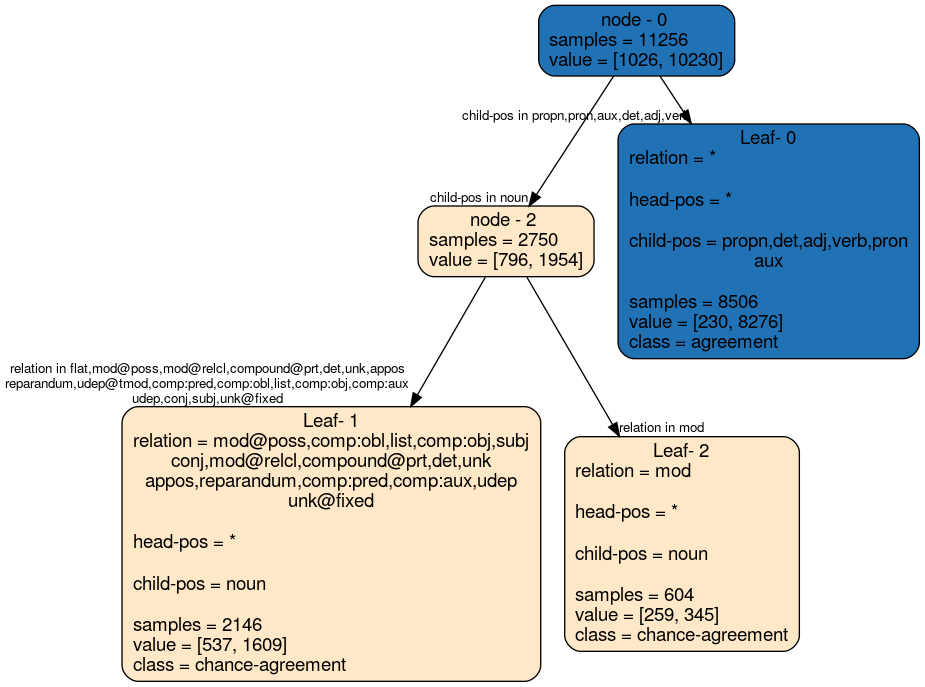 node - 0
samples = 11256
value = [1026, 10230]
child-pos in propn,pron,aux,det,adj,verb
Leaf- 0
relation = *
head-pos = *
child-pos = propn,det,adj,verb,pron
aux
samples = 8506
value = [230, 8276]
class = agreement
child-pos in noun
node - 2
samples = 2750
value = [796, 1954]
relation in flat,mod@poss,mod@relcl,compound@prt,det,unk,appos
reparandum,udep@tmod,comp:pred,comp:obl,list,comp:obj,comp:aux
udep,conj,subj,unk@fixed
Leaf- 1
relation = mod@poss,comp:obl,list,comp:obj,subj
conj,mod@relcl,compound@prt,det,unk
appos,reparandum,comp:pred,comp:aux,udep
unk@fixed
head-pos = *
child-pos = noun
samples = 2146
value = [537, 1609]
class = chance-agreement
relation in mod
Leaf- 2
relation = mod
head-pos = *
child-pos = noun
samples = 604
value = [259, 345]
class = chance-agreement